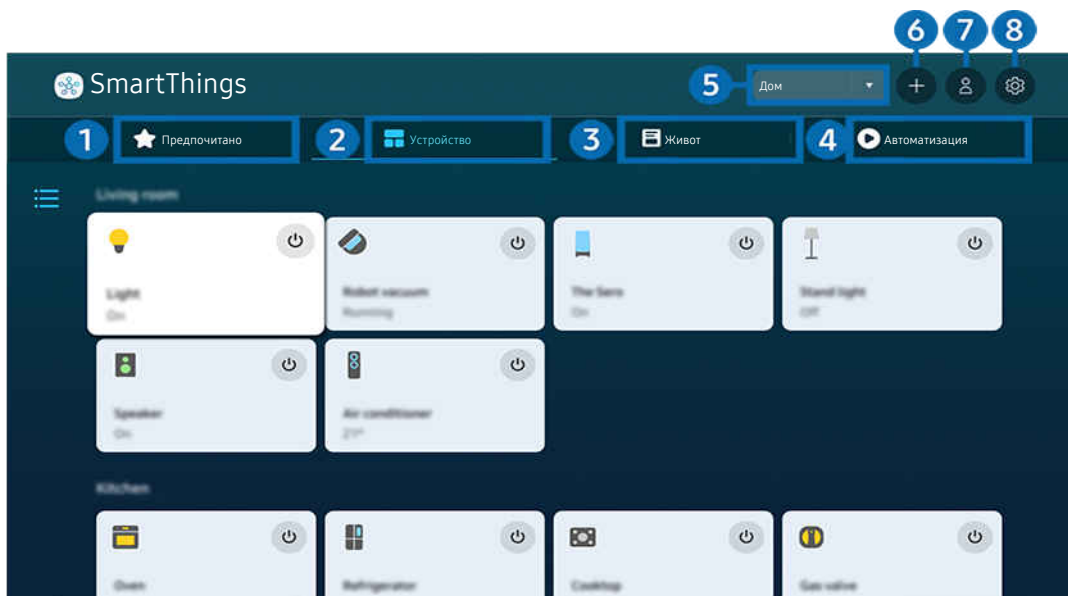 6 7 8
SmartThings
5 Дом
1 Предпочитано 2 Устройство 3 Живот 4 Автоматизация
Living room
Light
On
Robot vacuum
Running
The Sero
On
Stand light
Off
Speaker
On
Air conditioner
21°
Kitchen
Oven
Refrigerator
Cooktop
Gas valve